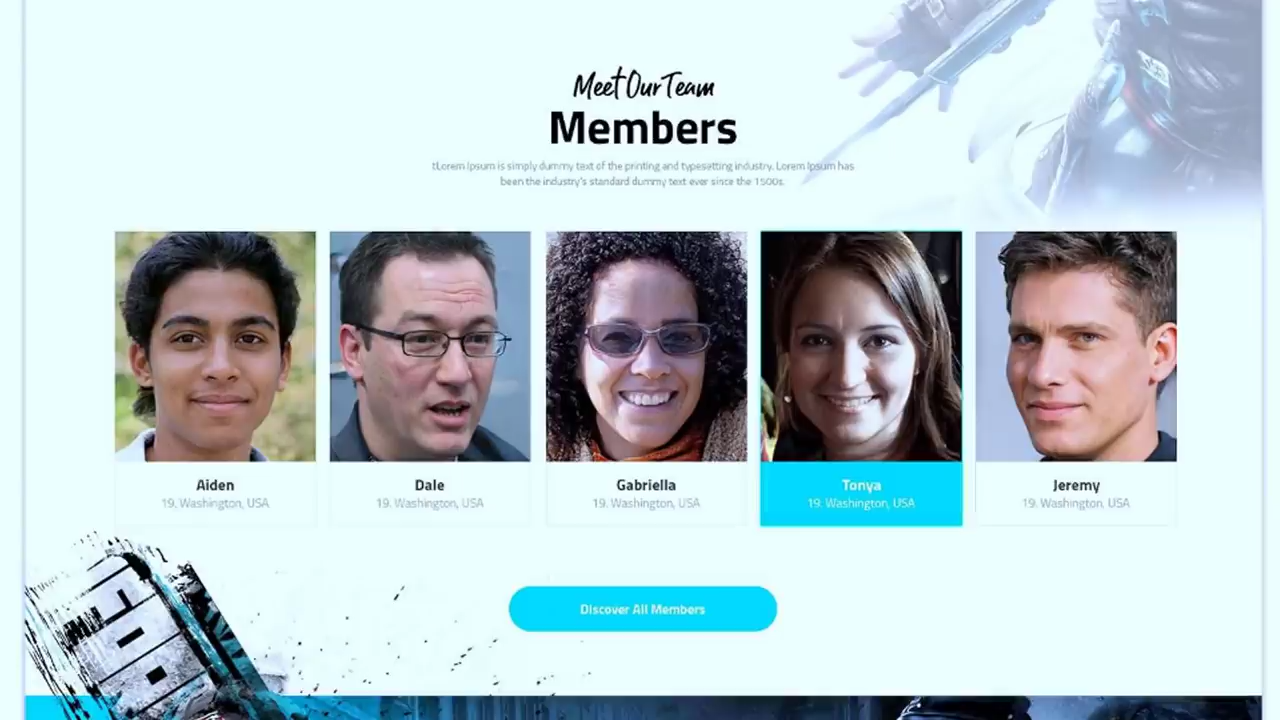 Meet Our Team
Members
tLorem Ipsum is simply dummy text of the printing and typesetting industry. Lorem Ipsum has
been the industry's standard dummy text ever since the 1500s.
Aiden
19, Washington, USA
Dale
19, Washington, USA
Gabriella
19, Washington, USA
Tonya
19, Washington, USA
Jeremy
19, Washington, USA
Discover All Members